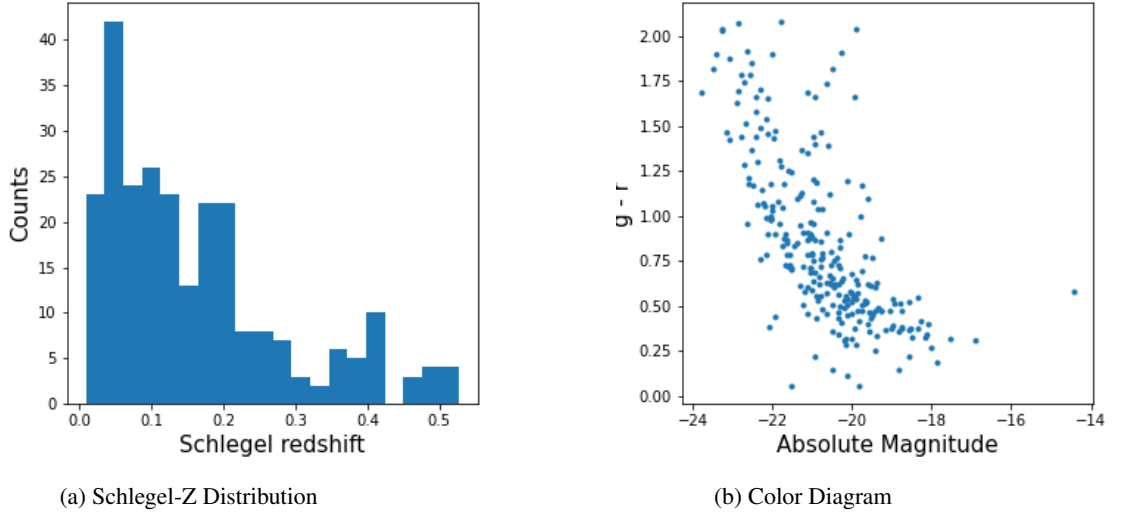 40
35
30
25
20
15
10
5
0
Counts
0.0 0.1 0.2 0.3 0.4 0.5
Schlegel redshift
(a) Schlegel-Z Distribution
2.00
1.75
1.50
1.25
1.00
0.75
0.50
0.25
0.00
g - r
−24 −22 −20 −18 −16 −14
Absolute Magnitude
(b) Color Diagram